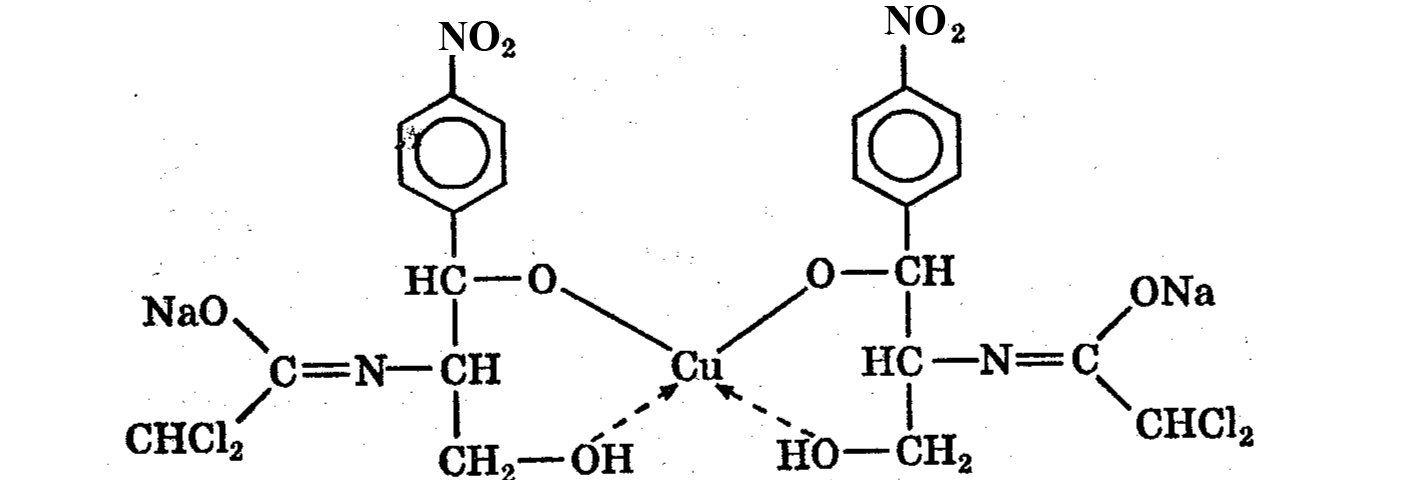 NO₂ NO₂
HC—O O—CH
NaO ONa
C=N—CH Cu HC—N=C
CHCl₂ CHCl₂
CH₂—OH HO—CH₂